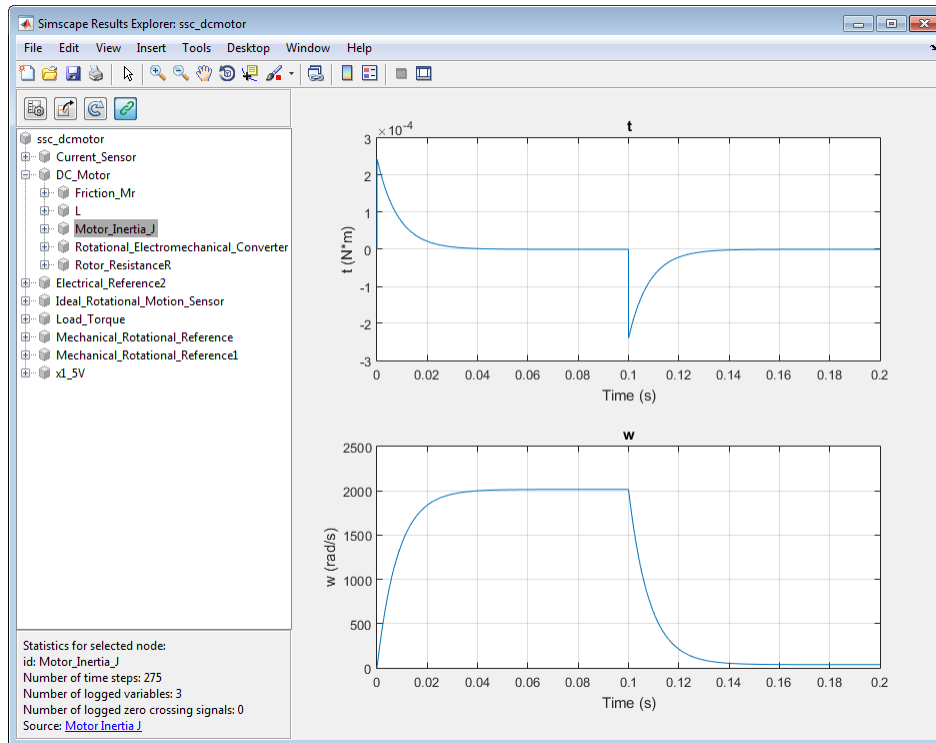 Simscape Results Explorer: ssc_dcmotor
File Edit View Insert Tools Desktop Window Help
ssc_dcmotor
Current_Sensor
DC_Motor
Friction_Mr
L
Motor_Inertia_J
Rotational_Electromechanical_Converter
Rotor_ResistanceR
Electrical_Reference2
Ideal_Rotational_Motion_Sensor
Load_Torque
Mechanical_Rotational_Reference
Mechanical_Rotational_Reference1
x1_5V
Statistics for selected node:
id: Motor_Inertia_J
Number of time steps: 275
Number of logged variables: 3
Number of logged zero crossing signals: 0
Source: Motor Inertia J
t
×10⁻⁴
3
2
1
0
-1
-2
-3
t (N*m)
0 0.02 0.04 0.06 0.08 0.1 0.12 0.14 0.16 0.18 0.2
Time (s)
w
2500
2000
1500
1000
500
0
w (rad/s)
0 0.02 0.04 0.06 0.08 0.1 0.12 0.14 0.16 0.18 0.2
Time (s)